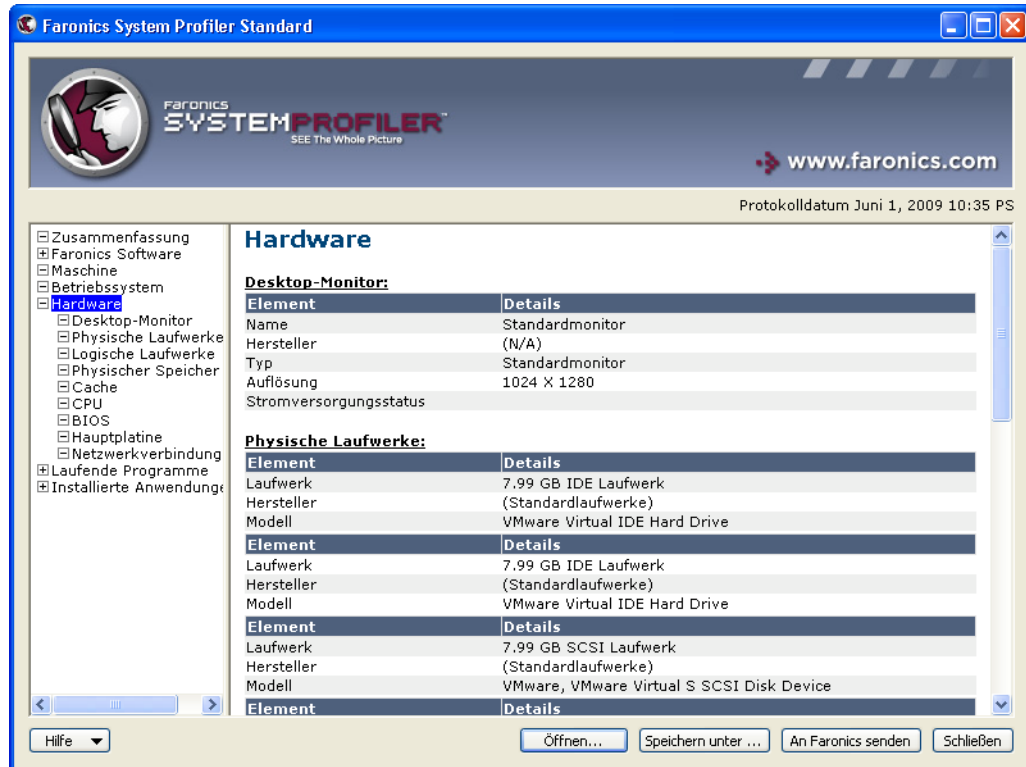 Faronics System Profiler Standard
Faronics
SYSTEMPROFILER™
SEE The Whole Picture
www.faronics.com
Protokolldatum Juni 1, 2009 10:35 PS
Zusammenfassung
Faronics Software
Maschine
Betriebssystem
Hardware
Desktop-Monitor
Physische Laufwerke
Logische Laufwerke
Physischer Speicher
Cache
CPU
BIOS
Hauptplatine
Netzwerkverbindung
Laufende Programme
Installierte Anwendunge
Hardware
Desktop-Monitor:
Element Details
Name Standardmonitor
Hersteller (N/A)
Typ Standardmonitor
Auflösung 1024 X 1280
Stromversorgungsstatus
Physische Laufwerke:
Element Details
Laufwerk 7.99 GB IDE Laufwerk
Hersteller (Standardlaufwerke)
Modell VMware Virtual IDE Hard Drive
Element Details
Laufwerk 7.99 GB IDE Laufwerk
Hersteller (Standardlaufwerke)
Modell VMware Virtual IDE Hard Drive
Element Details
Laufwerk 7.99 GB SCSI Laufwerk
Hersteller (Standardlaufwerke)
Modell VMware, VMware Virtual S SCSI Disk Device
Element Details
Hilfe Öffnen... Speichern unter ... An Faronics senden Schließen